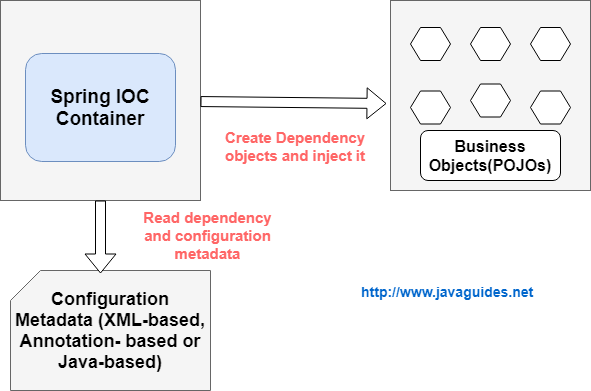 Spring IOC
Container
Create Dependency
objects and inject it
Business
Objects(POJOs)
Read dependency
and configuration
metadata
Configuration
Metadata (XML-based,
Annotation- based or
Java-based)
http://www.javaguides.net